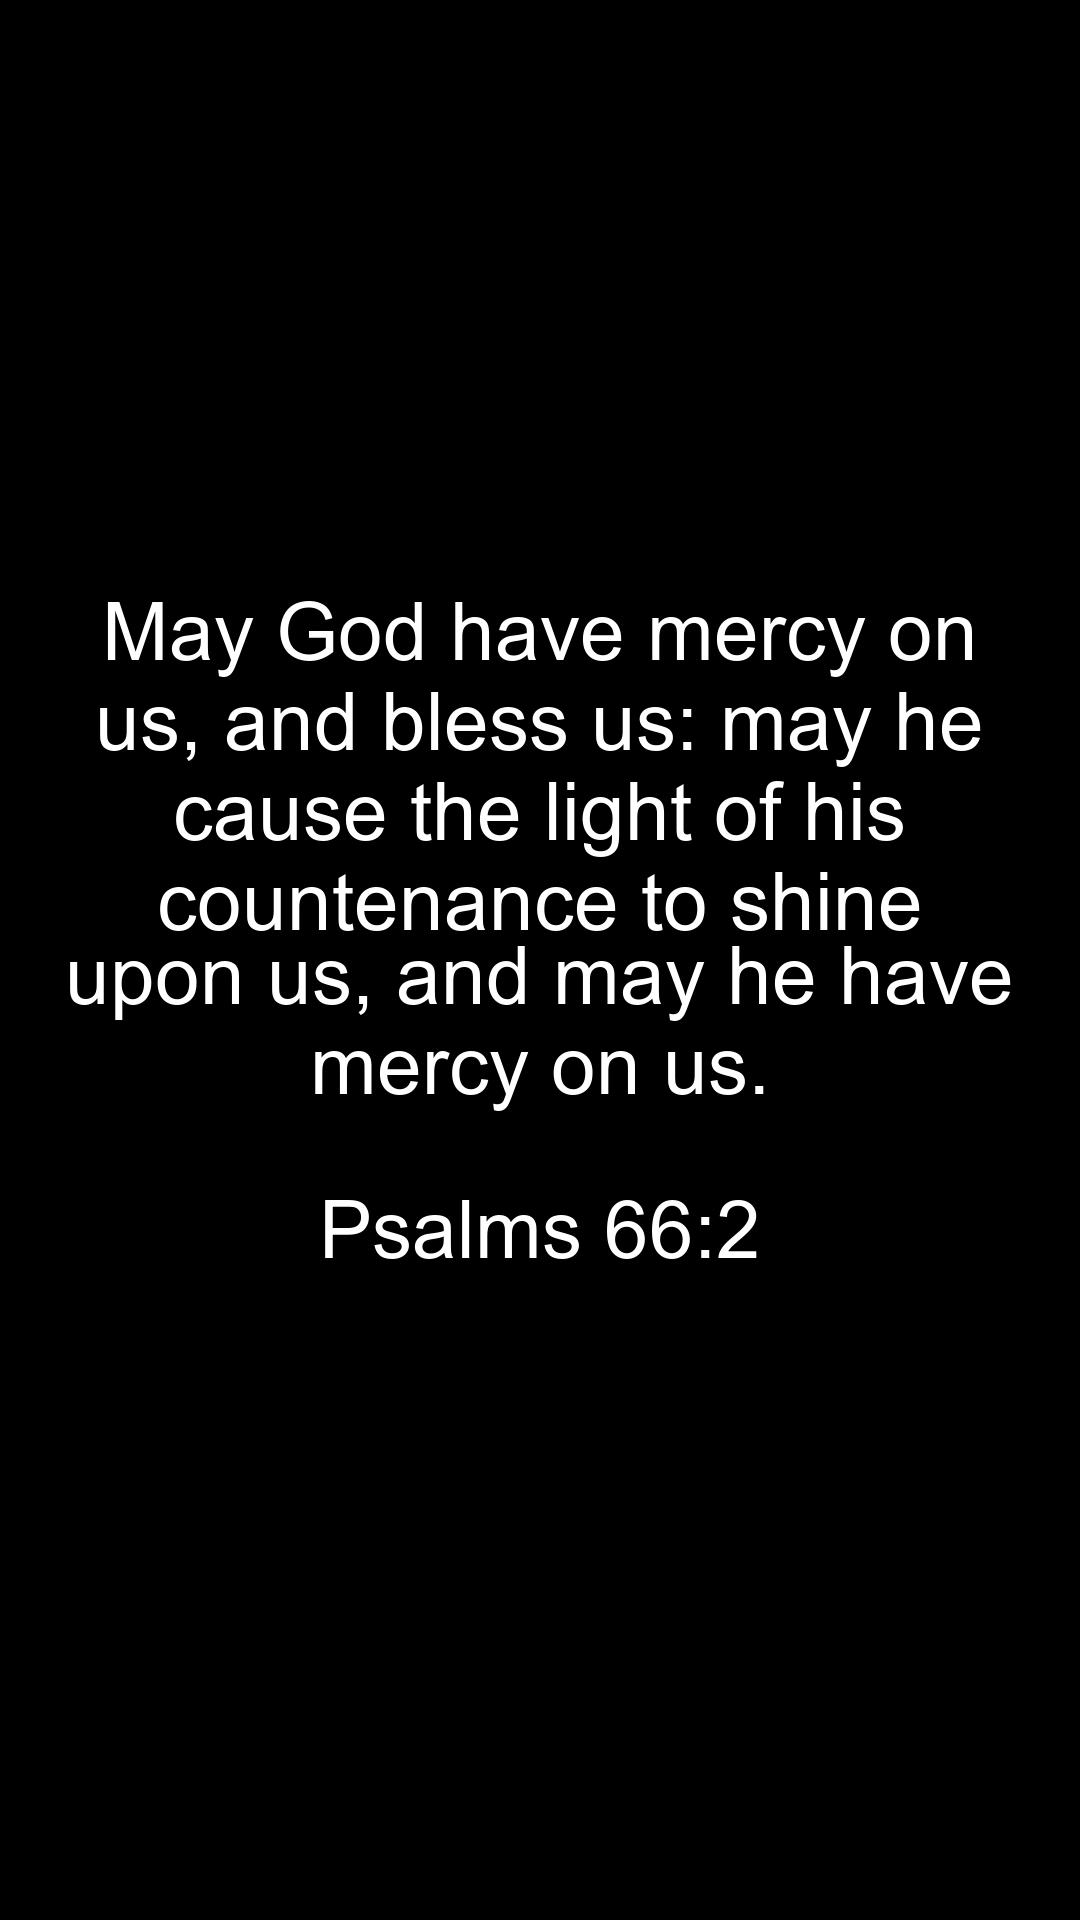 May God have mercy on
us, and bless us: may he
cause the light of his
countenance to shine
upon us, and may he have
mercy on us.
Psalms 66:2